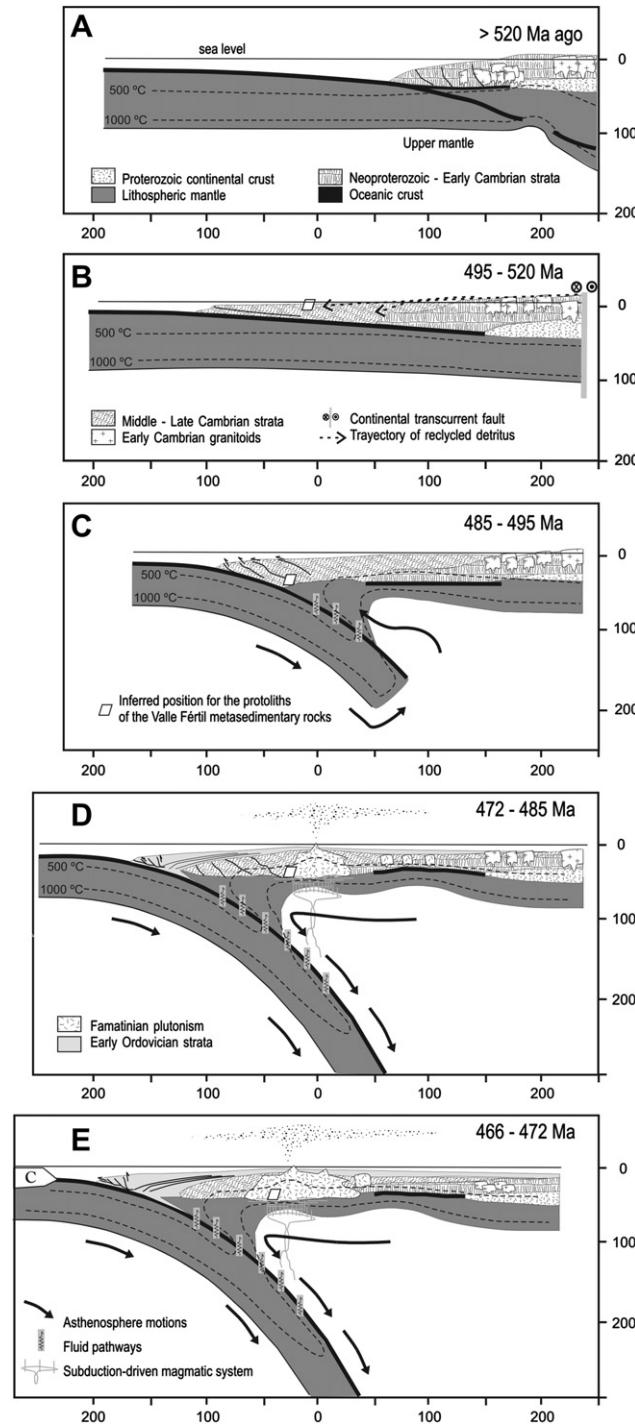 A
> 520 Ma ago
sea level
0
500 ºC
1000 ºC
100
Upper mantle
Proterozoic continental crust
Neoproterozoic - Early Cambrian strata
Lithospheric mantle
Oceanic crust
200
200 100 0 100 200
B
495 - 520 Ma
0
500 ºC
1000 ºC
100
Middle - Late Cambrian strata
Continental transcurrent fault
Early Cambrian granitoids
Trayectory of reclycled detritus
200
200 100 0 100 200
C
485 - 495 Ma
0
500 ºC
1000 ºC
100
Inferred position for the protoliths
of the Valle Fértil metasedimentary rocks
200
200 100 0 100 200
D
472 - 485 Ma
0
500 ºC
1000 ºC
100
200
Famatinian plutonism
Early Ordovician strata
200 100 0 100 200
E
466 - 472 Ma
C
0
100
Asthenosphere motions
200
Fluid pathways
Subduction-driven magmatic system
200 100 0 100 200